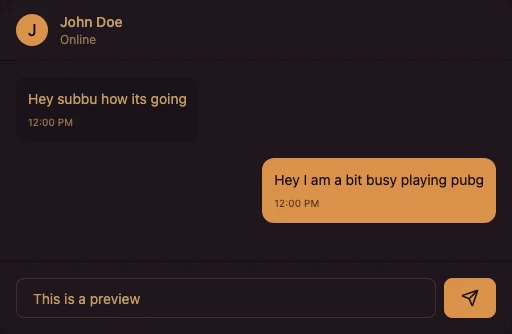 J
John Doe
Online
Hey subbu how its going
12:00 PM
Hey I am a bit busy playing pubg
12:00 PM
This is a preview